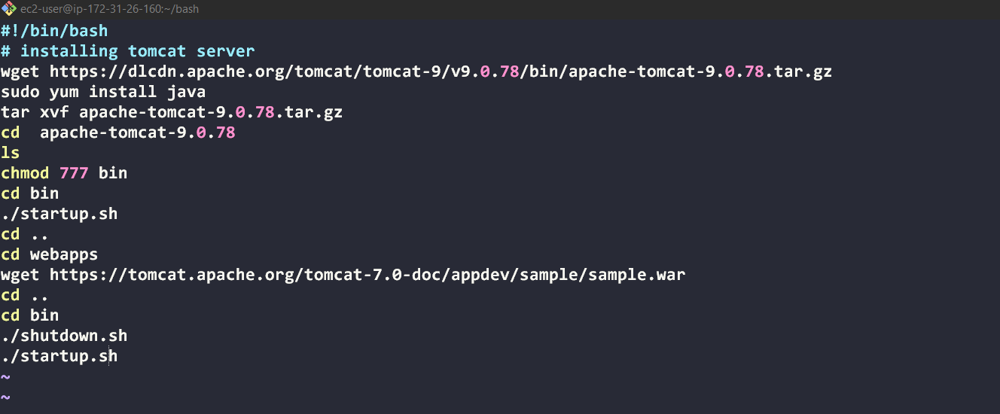 ec2-user@ip-172-31-26-160:~/bash
#!/bin/bash
# installing tomcat server
wget https://dlcdn.apache.org/tomcat/tomcat-9/v9.0.78/bin/apache-tomcat-9.0.78.tar.gz
sudo yum install java
tar xvf apache-tomcat-9.0.78.tar.gz
cd  apache-tomcat-9.0.78
ls
chmod 777 bin
cd bin
./startup.sh
cd ..
cd webapps
wget https://tomcat.apache.org/tomcat-7.0-doc/appdev/sample/sample.war
cd ..
cd bin
./shutdown.sh
./startup.sh
~
~